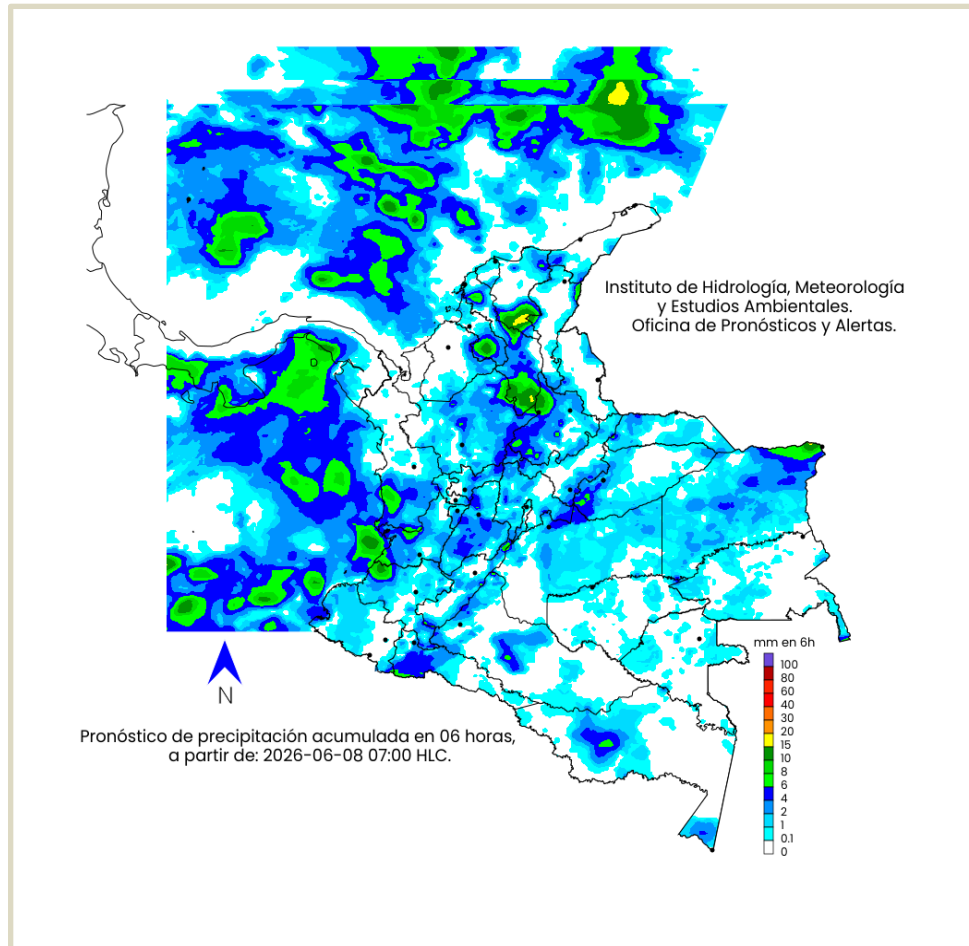 Instituto de Hidrología, Meteorología
y Estudios Ambientales.
Oficina de Pronósticos y Alertas.
mm en 6h
100
80
60
40
30
20
15
10
8
6
4
2
1
0.1
0
N
Pronóstico de precipitación acumulada en 06 horas,
a partir de: 2026-06-08 07:00 HLC.